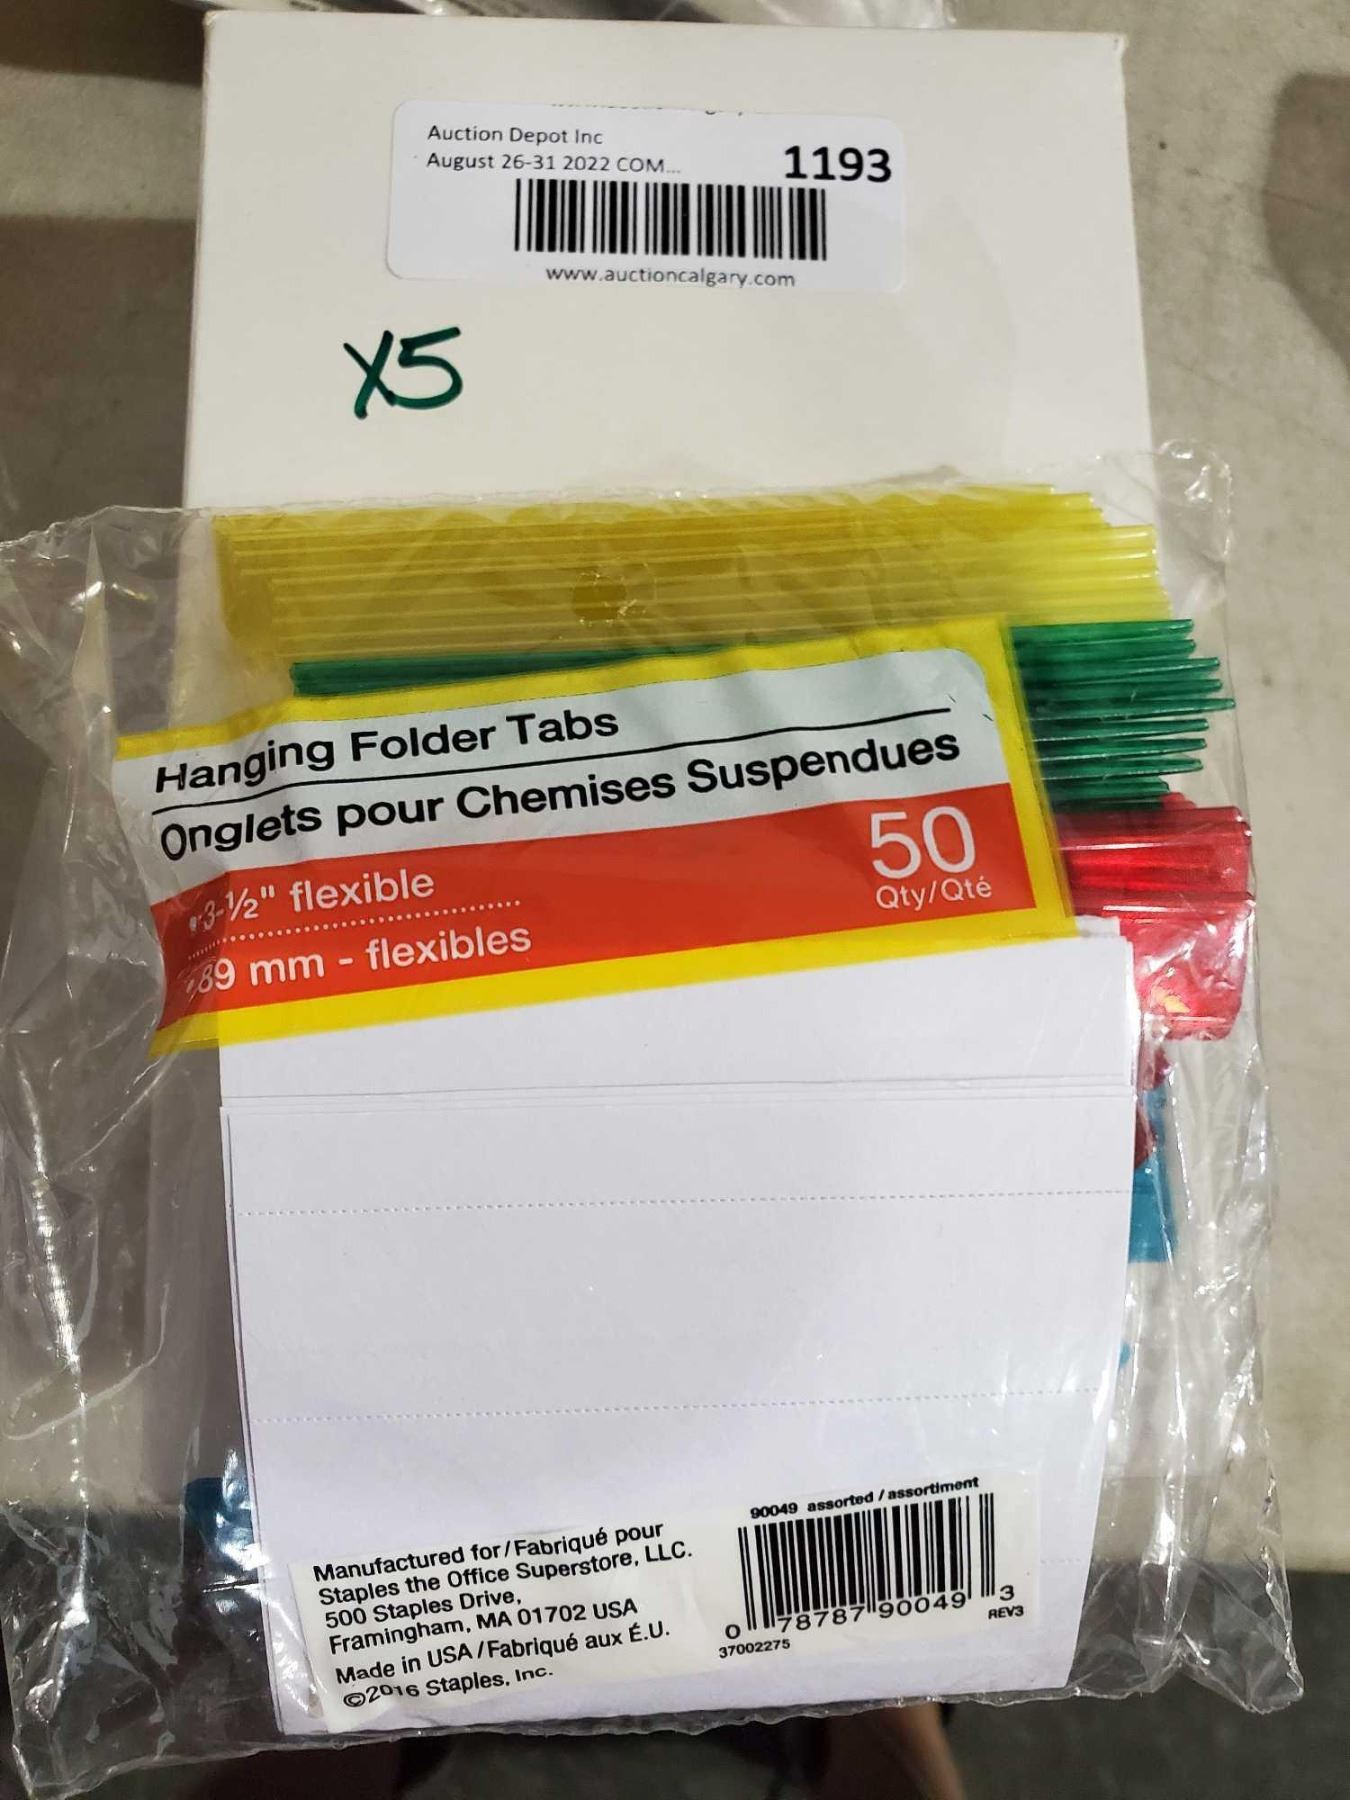 Auction Depot Inc
August 26-31 2022 COM...
1193
www.auctioncalgary.com
X5
Hanging Folder Tabs
Onglets pour Chemises Suspendues
3-½" flexible
89 mm - flexibles
50
Qty/Qté
Manufactured for/Fabriqué pour
Staples the Office Superstore, LLC.
500 Staples Drive,
Framingham, MA 01702 USA
Made in USA/Fabriqué aux É.U.
©2016 Staples, Inc.
90049 assorted / assortiment
0 78787 90049 3
37002275
REV3